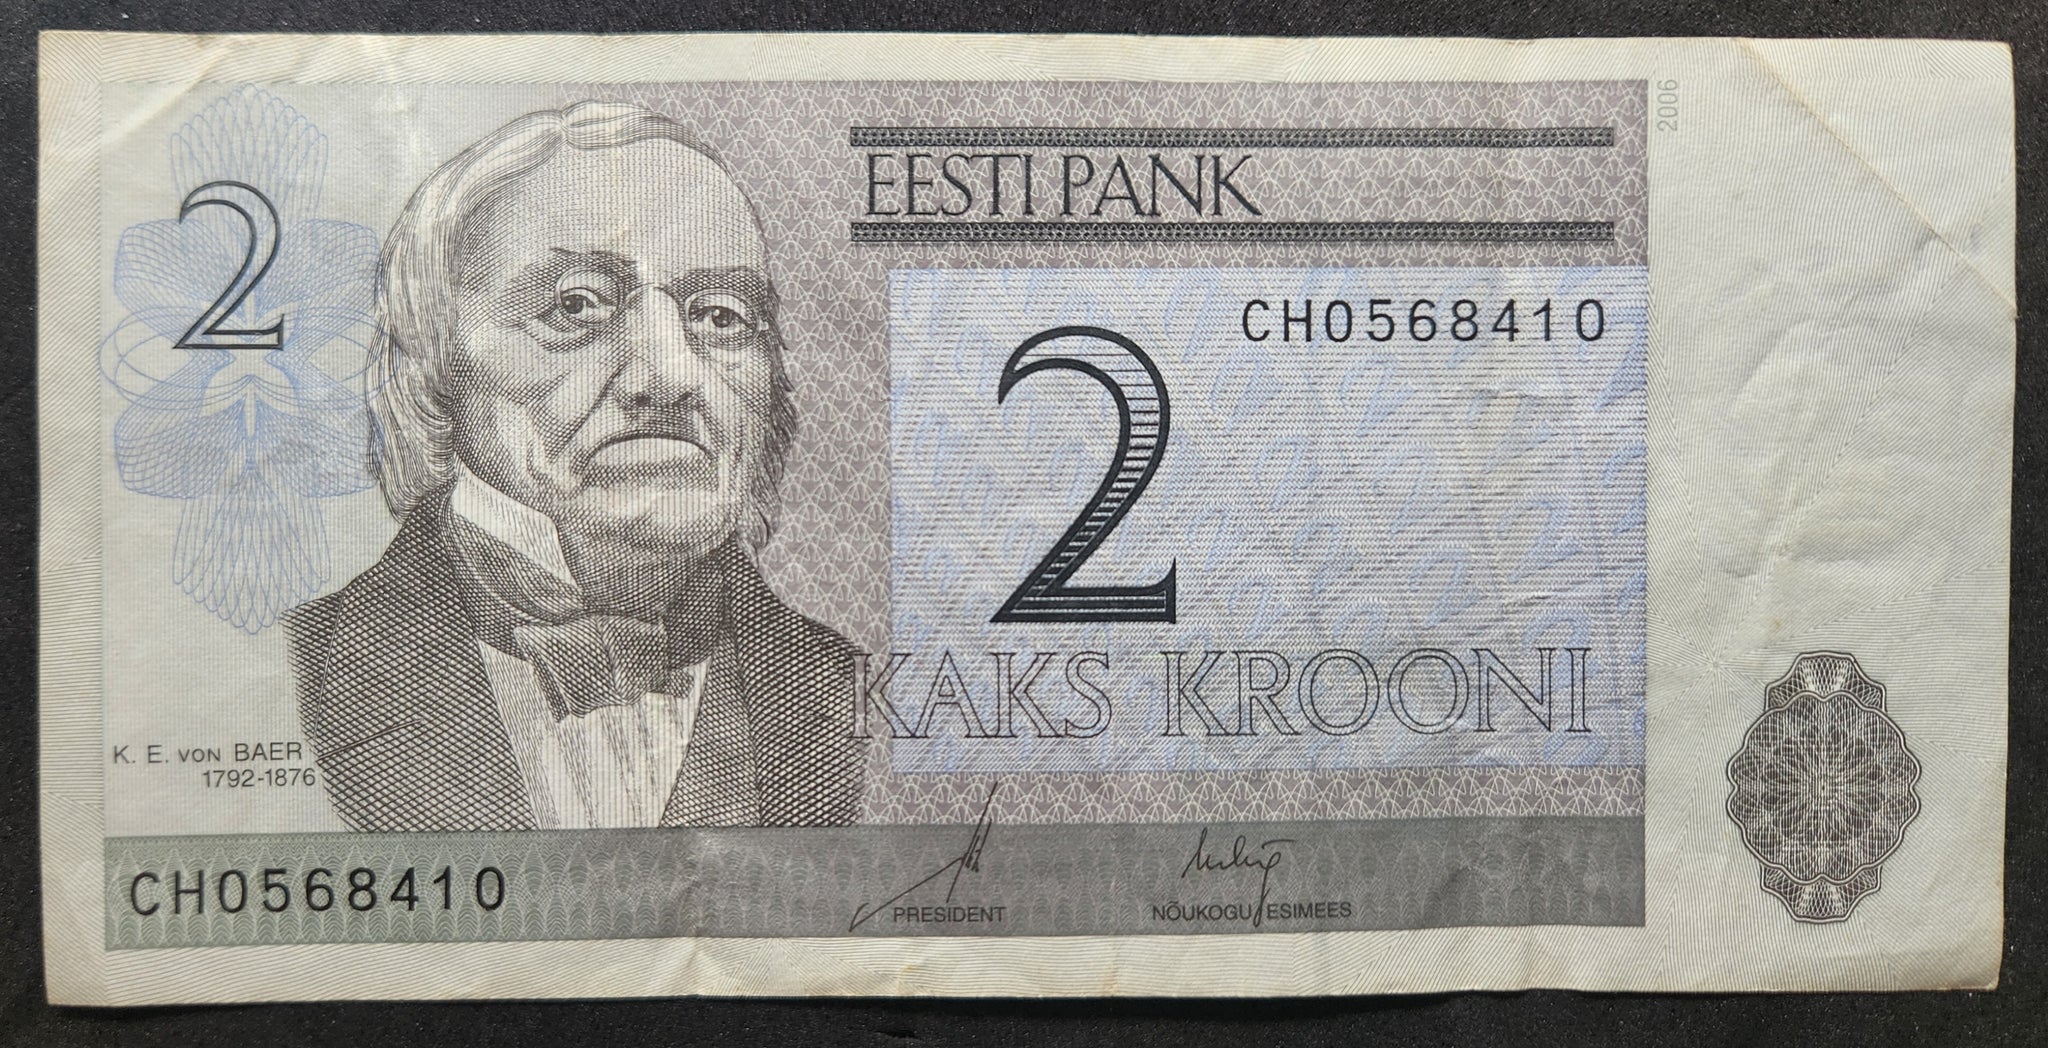 2006
EESTI PANK
2
CH0568410
2
KAKS KROONI
K. E. VON BAER
1792-1876
CH0568410
PRESIDENT
NÕUKOGU ESIMEES